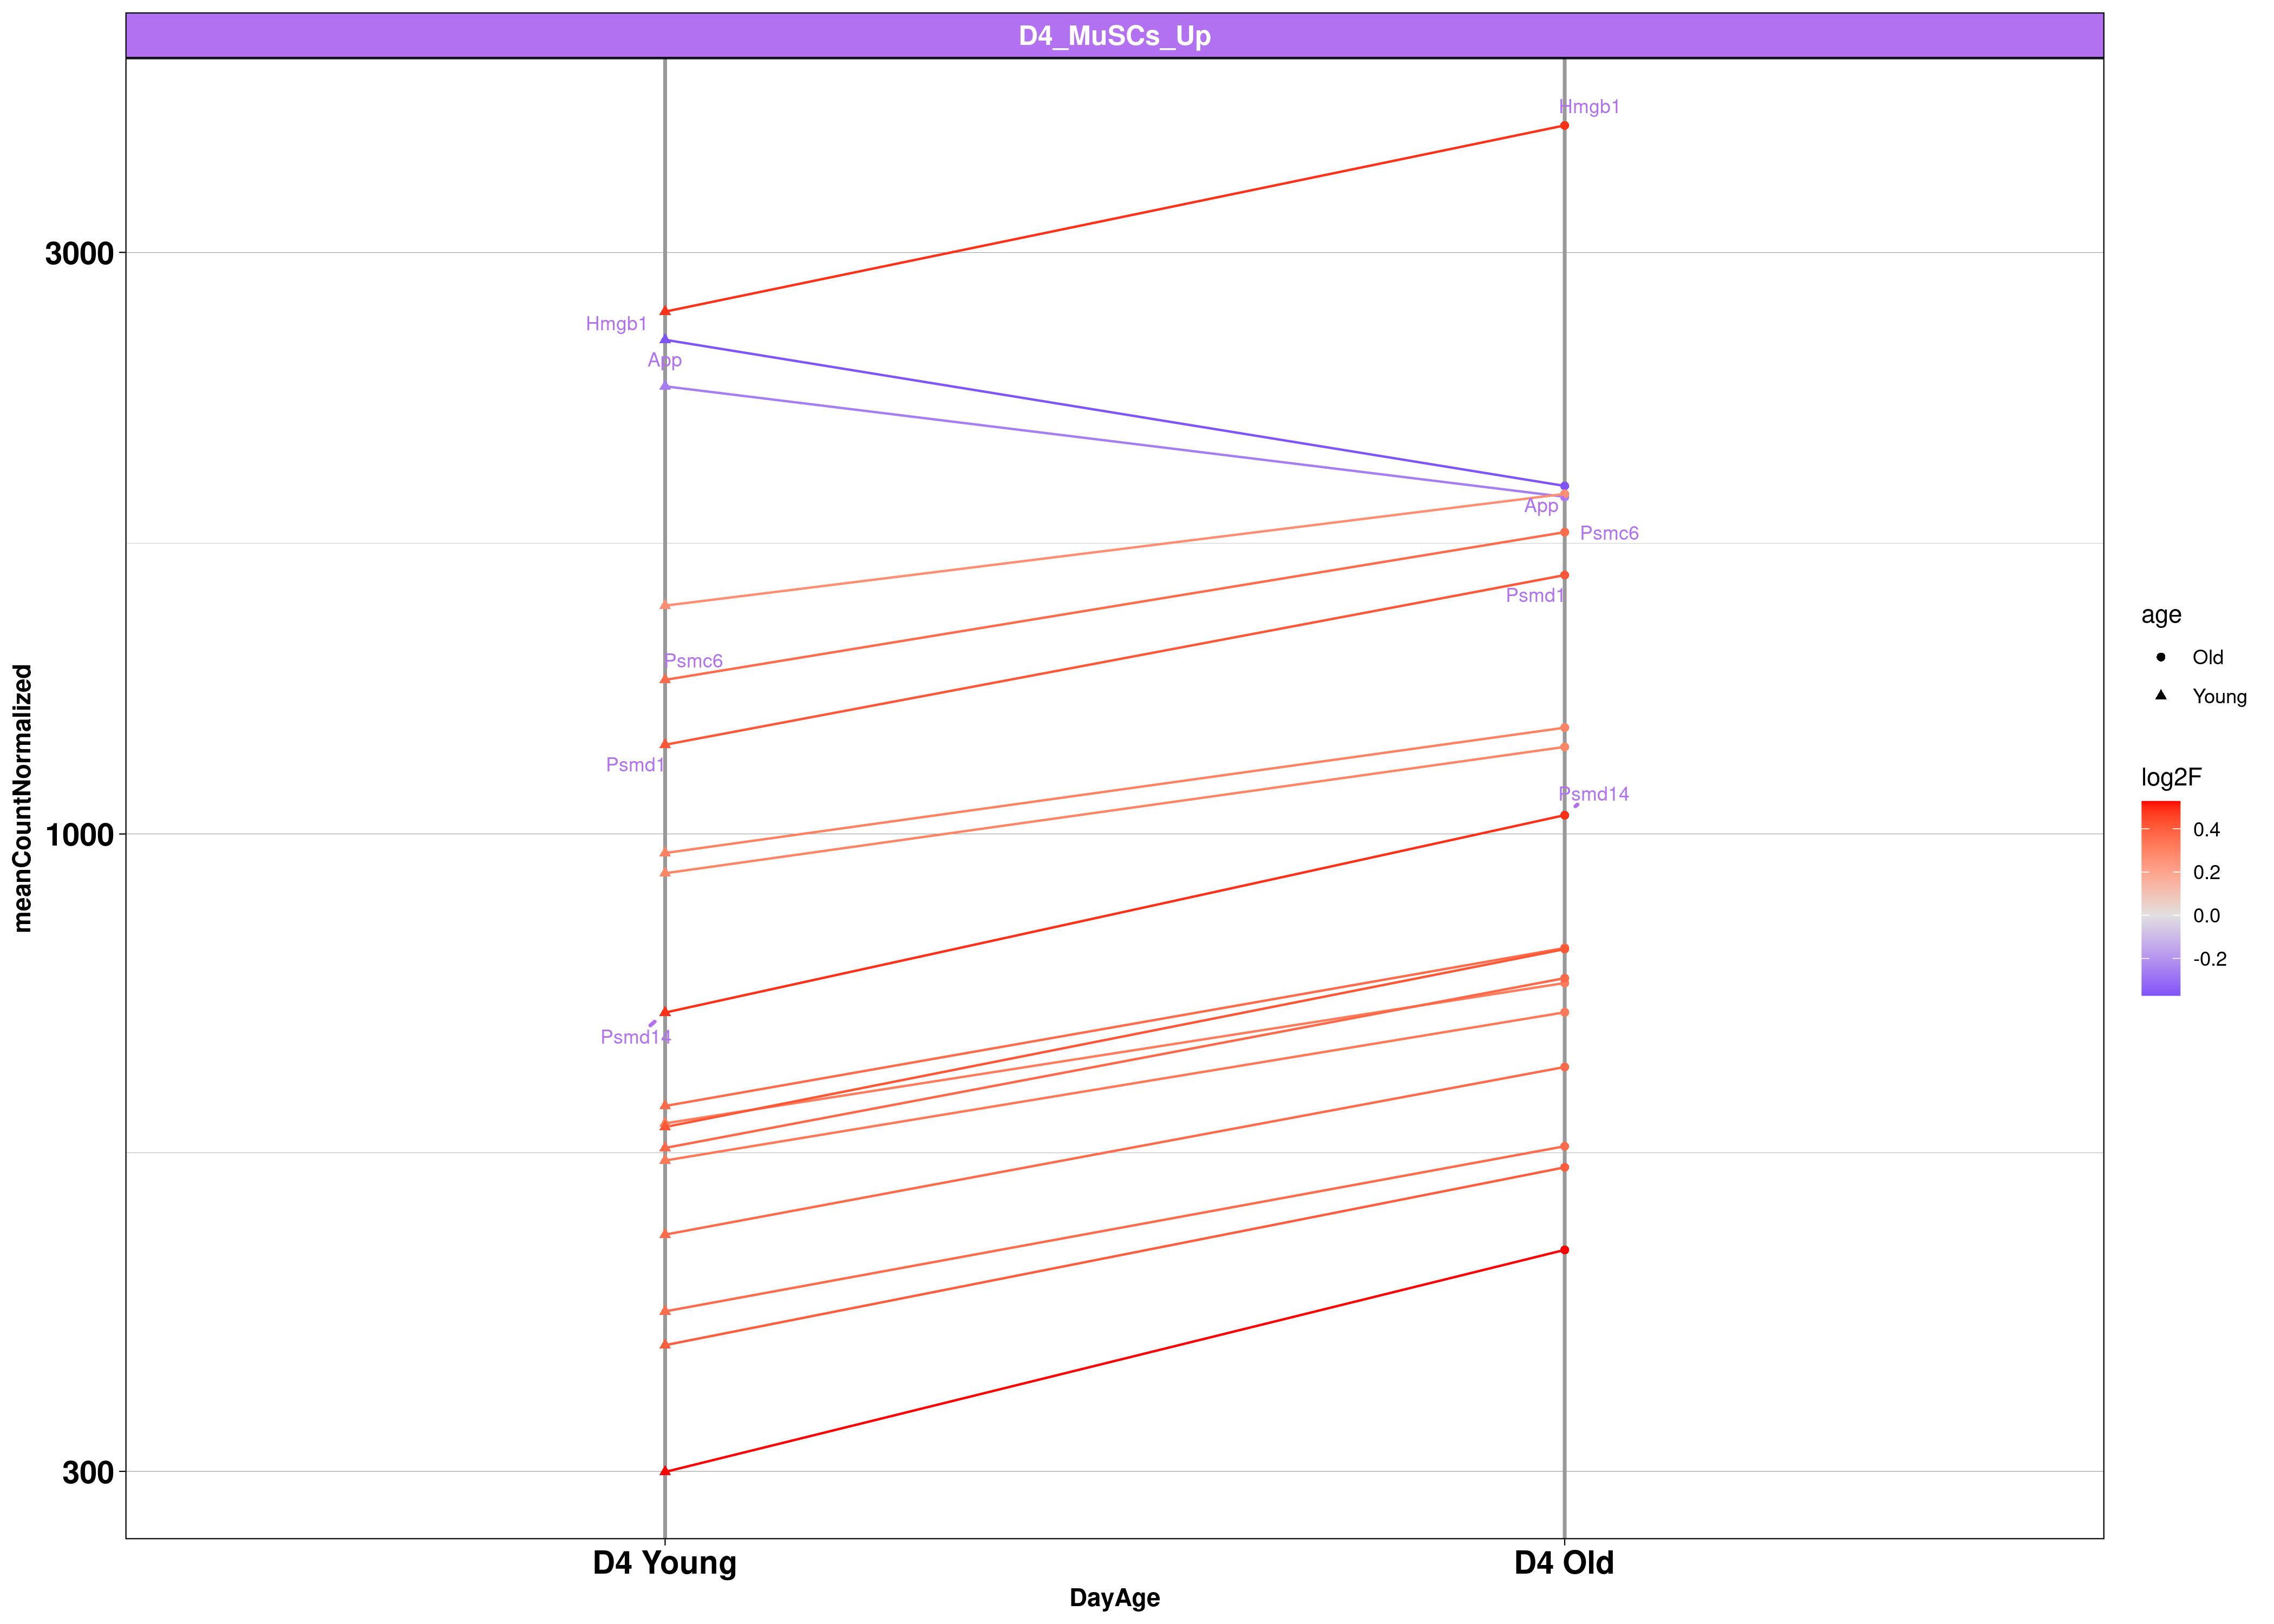 D4_MuSCs_Up
Hmgb1
3000
Hmgb1
App
App
Psmc6
Psmd1
Psmc6
Psmd1
Psmd14
1000
Psmd14
300
meanCountNormalized
D4 Young
D4 Old
DayAge
age
Old
Young
log2F
0.4
0.2
0.0
-0.2